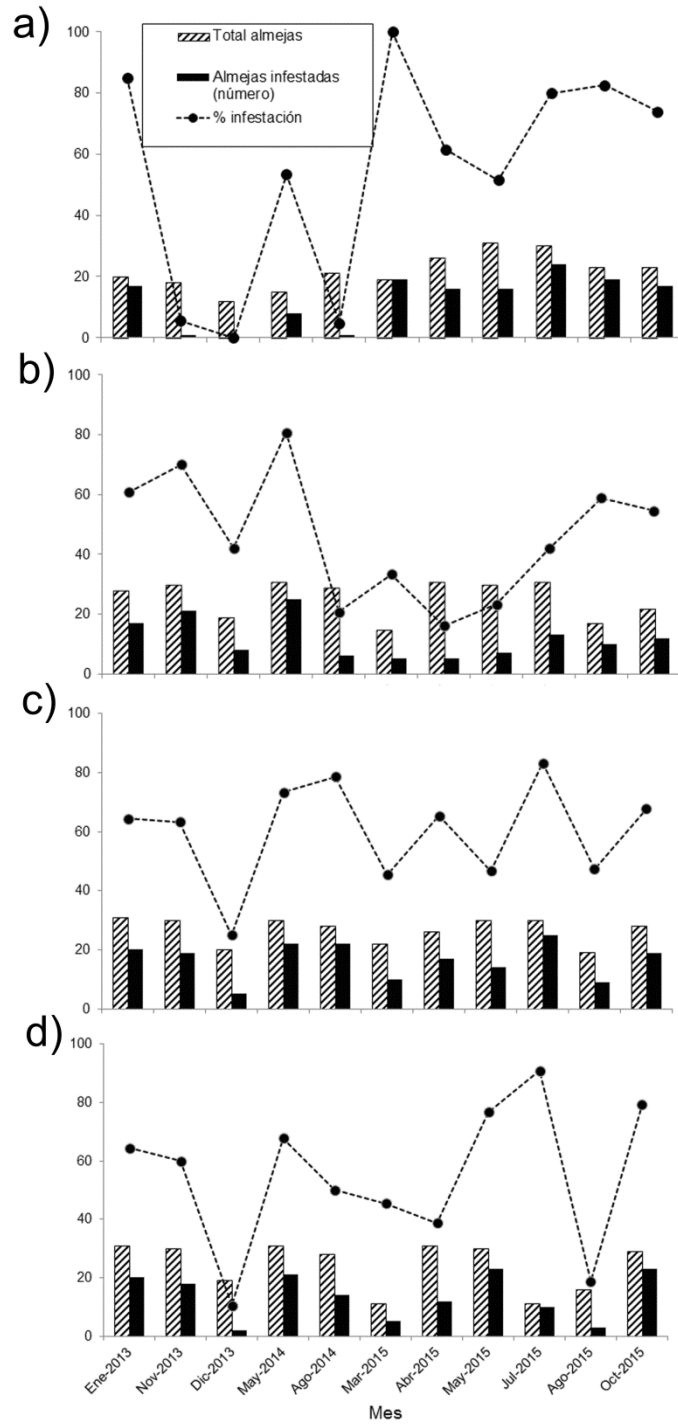 a)
100
80
60
40
20
0
Total almejas
Almejas infestadas
(número)
% infestación
b)
100
80
60
40
20
0
c)
100
80
60
40
20
0
d)
100
80
60
40
20
0
Ene-2013
Nov-2013
Dic-2013
May-2014
Ago-2014
Mar-2015
Abr-2015
May-2015
Jul-2015
Ago-2015
Oct-2015
Mes